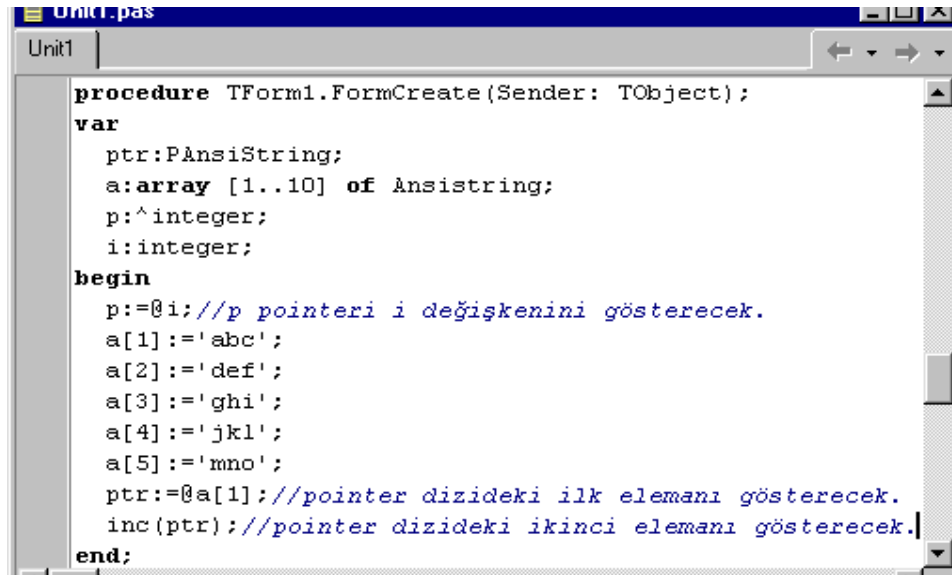 Unit1.pas
Unit1
procedure TForm1.FormCreate(Sender: TObject);
var
ptr:PAnsiString;
a:array [1..10] of Ansistring;
p:^integer;
i:integer;
begin
p:=@i;//p pointeri i değişkenini gösterecek.
a[1]:='abc';
a[2]:='def';
a[3]:='ghi';
a[4]:='jkl';
a[5]:='mno';
ptr:=@a[1];//pointer dizideki ilk elemanı gösterecek.
inc(ptr);//pointer dizideki ikinci elemanı gösterecek.
end;